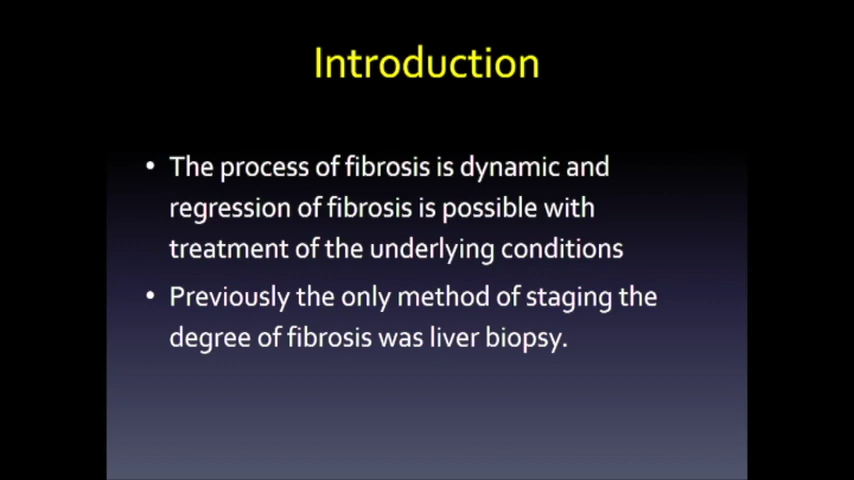 Introduction
• The process of fibrosis is dynamic and
regression of fibrosis is possible with
treatment of the underlying conditions
• Previously the only method of staging the
degree of fibrosis was liver biopsy.